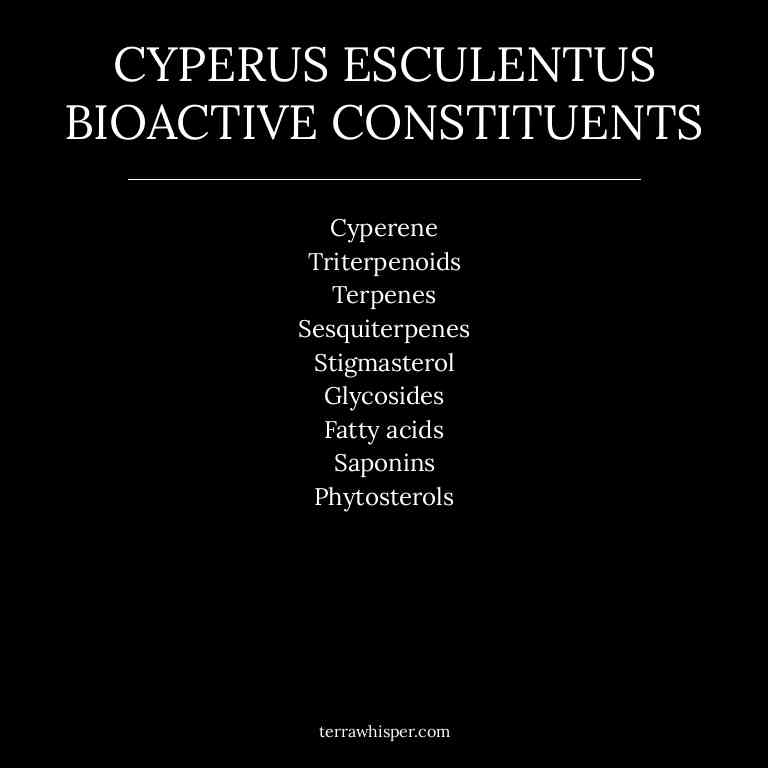 CYPERUS ESCULENTUS
BIOACTIVE CONSTITUENTS
Cyperene
Triterpenoids
Terpenes
Sesquiterpenes
Stigmasterol
Glycosides
Fatty acids
Saponins
Phytosterols
terrawhisper.com